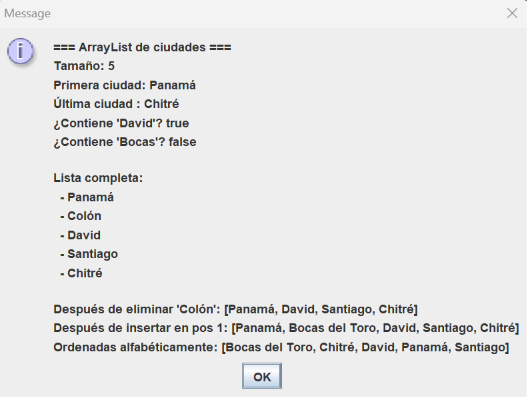 Message
=== ArrayList de ciudades ===
Tamaño: 5
Primera ciudad: Panamá
Última ciudad : Chitré
¿Contiene 'David'? true
¿Contiene 'Bocas'? false
Lista completa:
- Panamá
- Colón
- David
- Santiago
- Chitré
Después de eliminar 'Colón': [Panamá, David, Santiago, Chitré]
Después de insertar en pos 1: [Panamá, Bocas del Toro, David, Santiago, Chitré]
Ordenadas alfabéticamente: [Bocas del Toro, Chitré, David, Panamá, Santiago]
OK